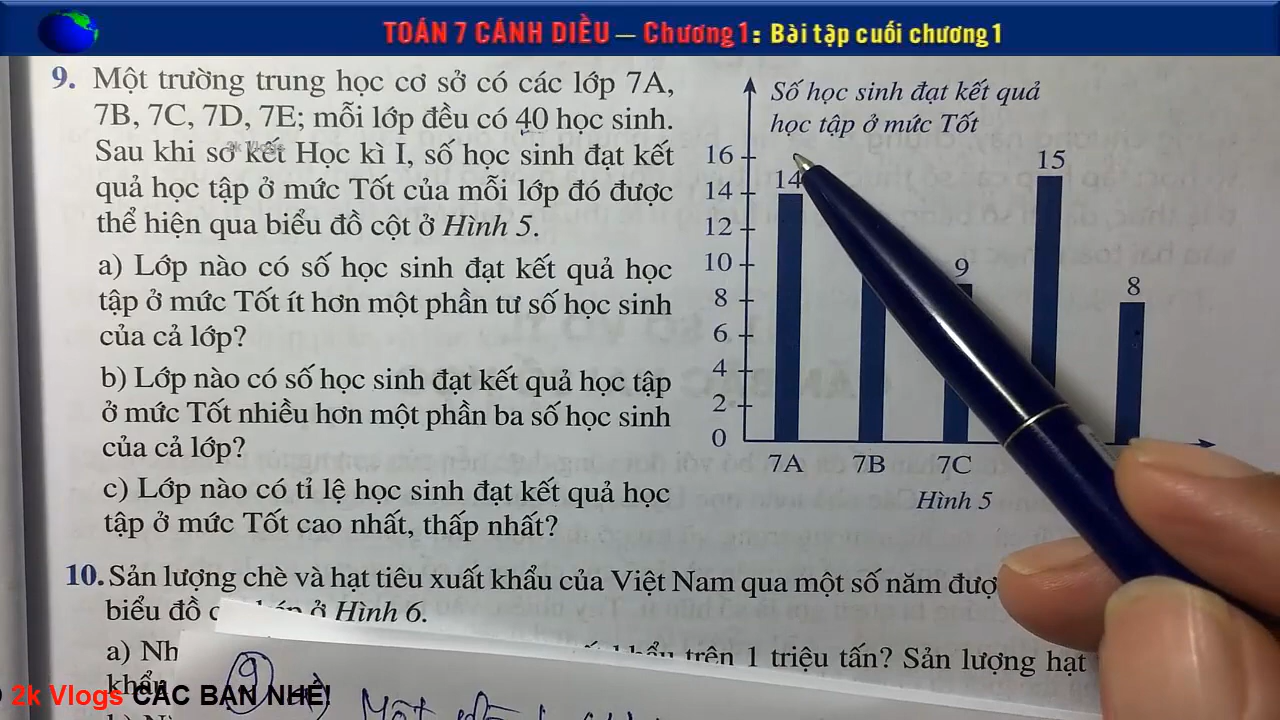 TOÁN 7 CÁNH DIỀU – Chương 1: Bài tập cuối chương 1
9. Một trường trung học cơ sở có các lớp 7A,
7B, 7C, 7D, 7E; mỗi lớp đều có 40 học sinh.
2k Vlogs
Sau khi sơ kết Học kì I, số học sinh đạt kết
quả học tập ở mức Tốt của mỗi lớp đó được
thể hiện qua biểu đồ cột ở Hình 5.
a) Lớp nào có số học sinh đạt kết quả học
tập ở mức Tốt ít hơn một phần tư số học sinh
của cả lớp?
b) Lớp nào có số học sinh đạt kết quả học tập
ở mức Tốt nhiều hơn một phần ba số học sinh
của cả lớp?
c) Lớp nào có tỉ lệ học sinh đạt kết quả học
tập ở mức Tốt cao nhất, thấp nhất?
Số học sinh đạt kết quả
học tập ở mức Tốt
16
14
12
10
8
6
4
2
0
14
9
15
8
7A 7B 7C
Hình 5
10. Sản lượng chè và hạt tiêu xuất khẩu của Việt Nam qua một số năm
biểu đồ ở Hình 6.
a) trên 1 triệu tấn? Sản lượng hạt
khẩu
9
Một
2k Vlogs CÁC BẠN NHÉ!